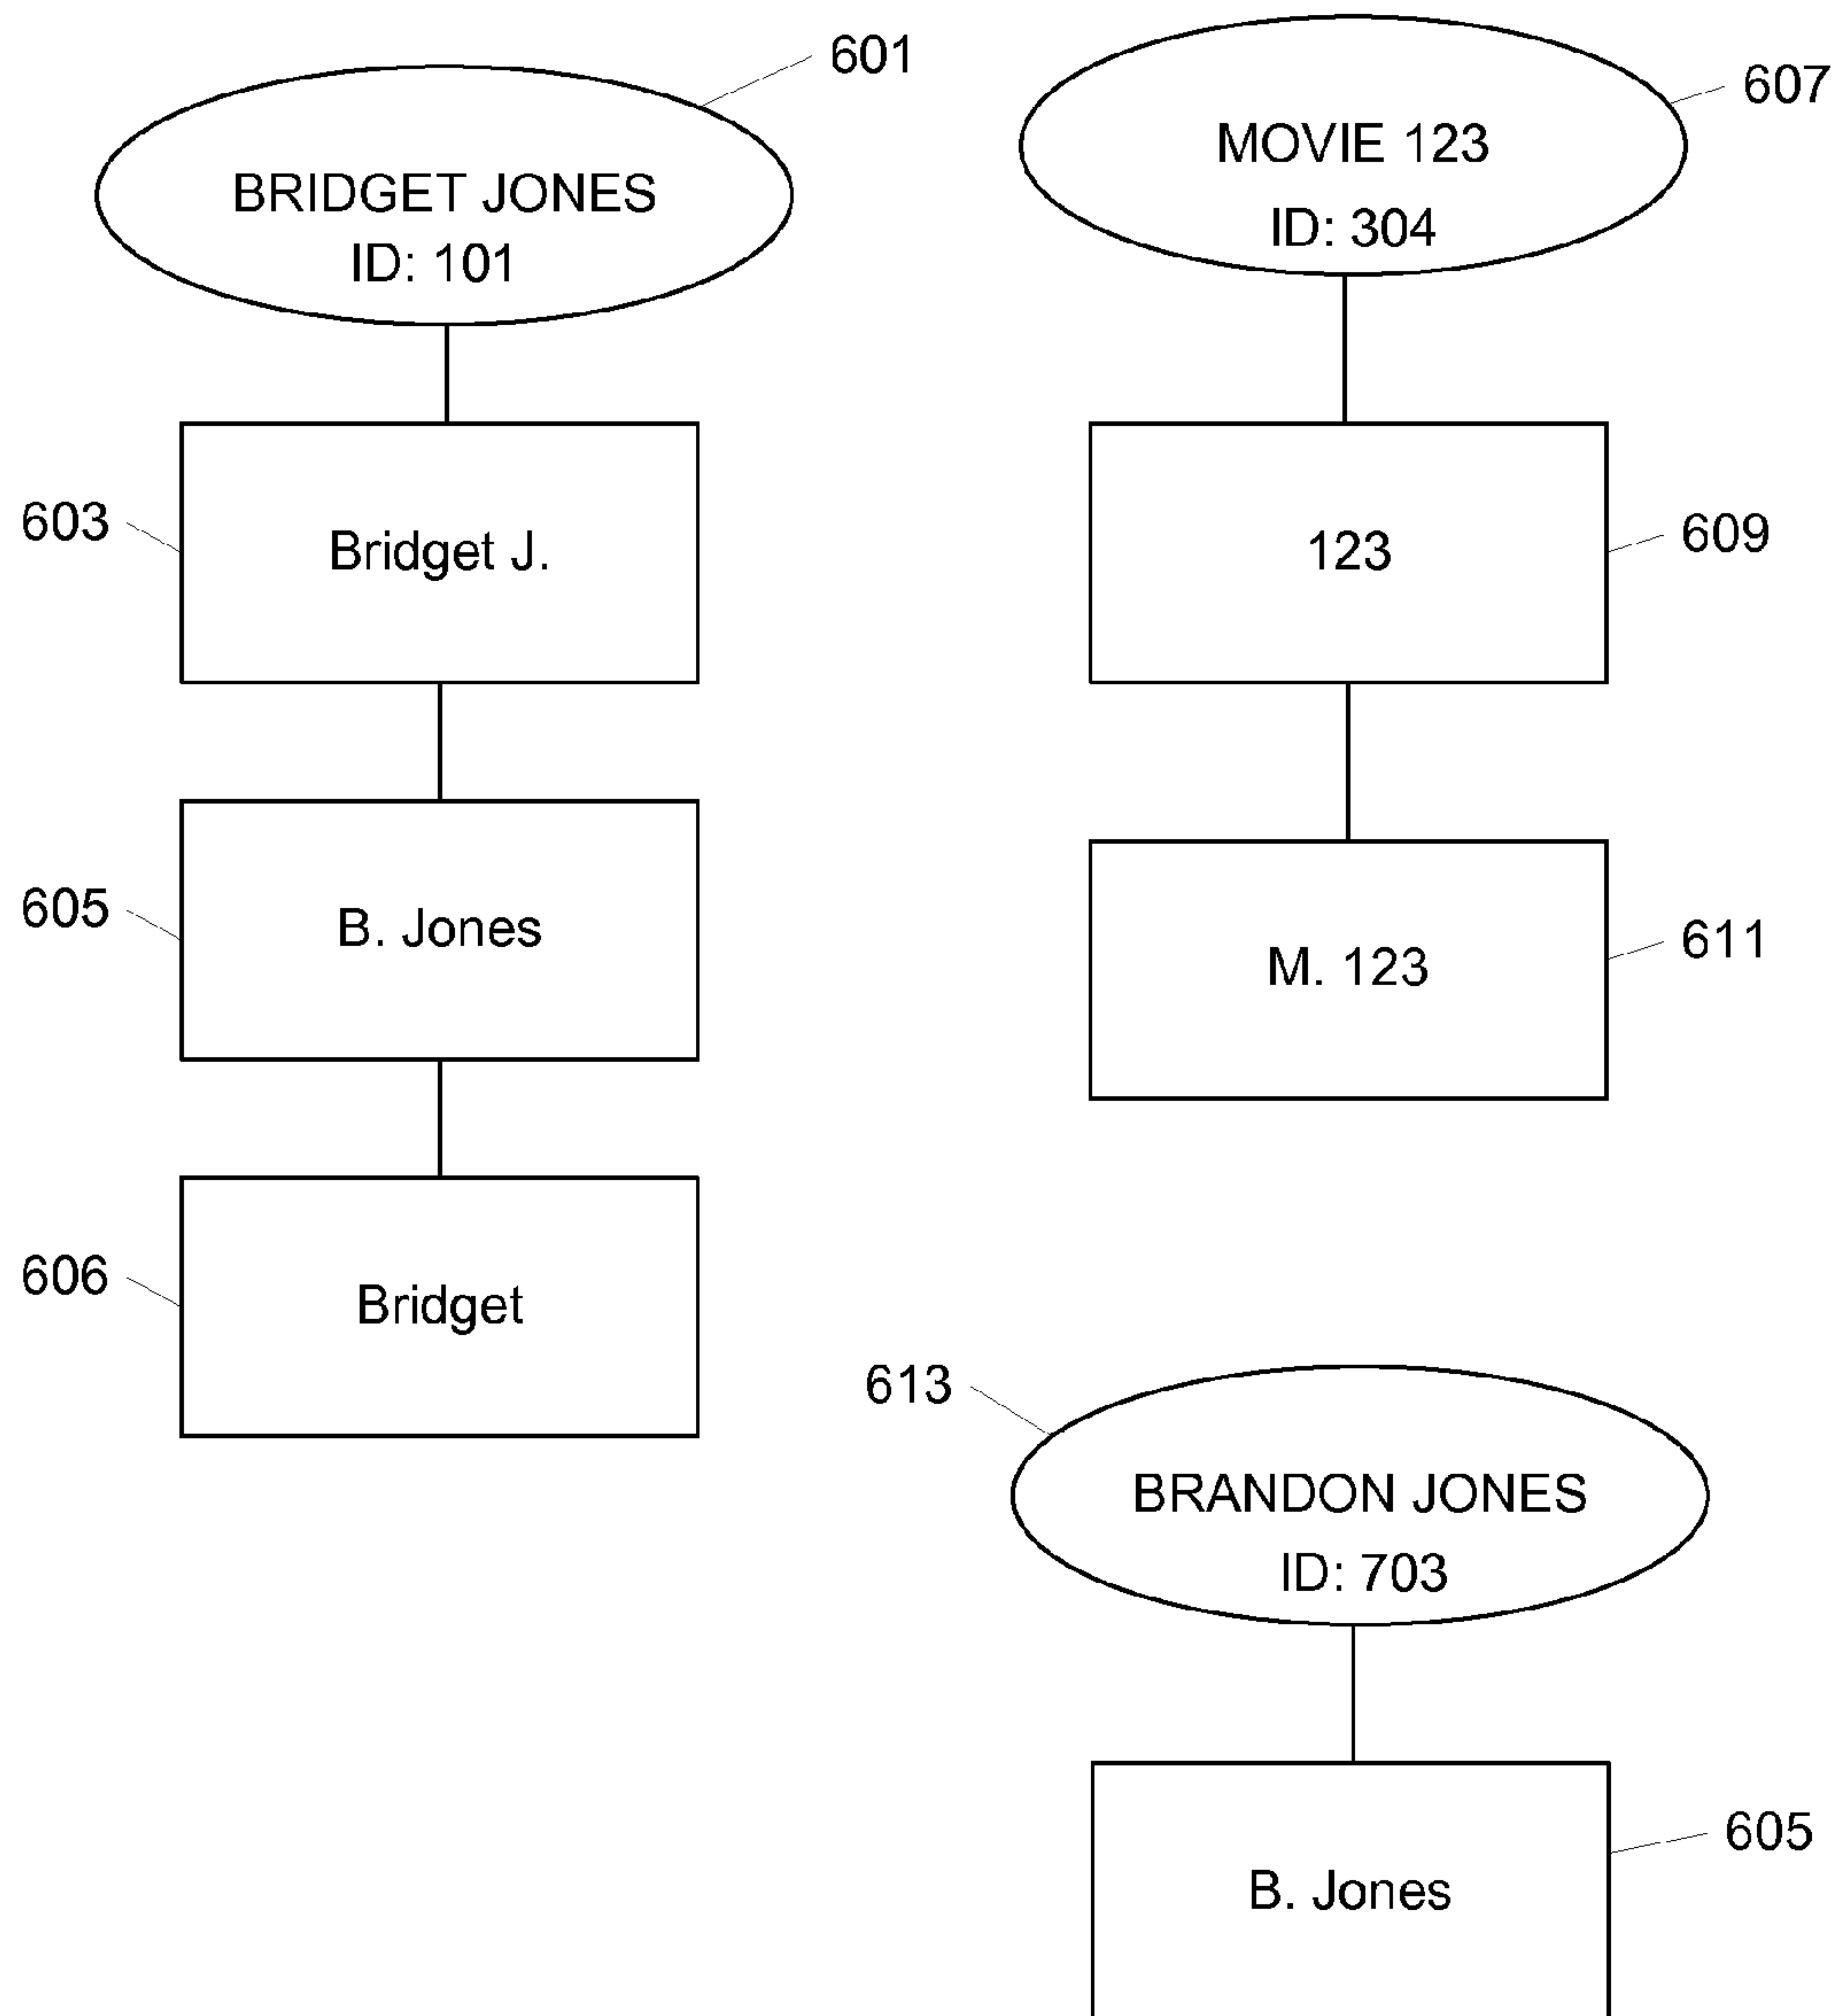 601
BRIDGET JONES
ID: 101
603
Bridget J.
605
B. Jones
606
Bridget
607
MOVIE 123
ID: 304
609
123
611
M. 123
613
BRANDON JONES
ID: 703
605
B. Jones